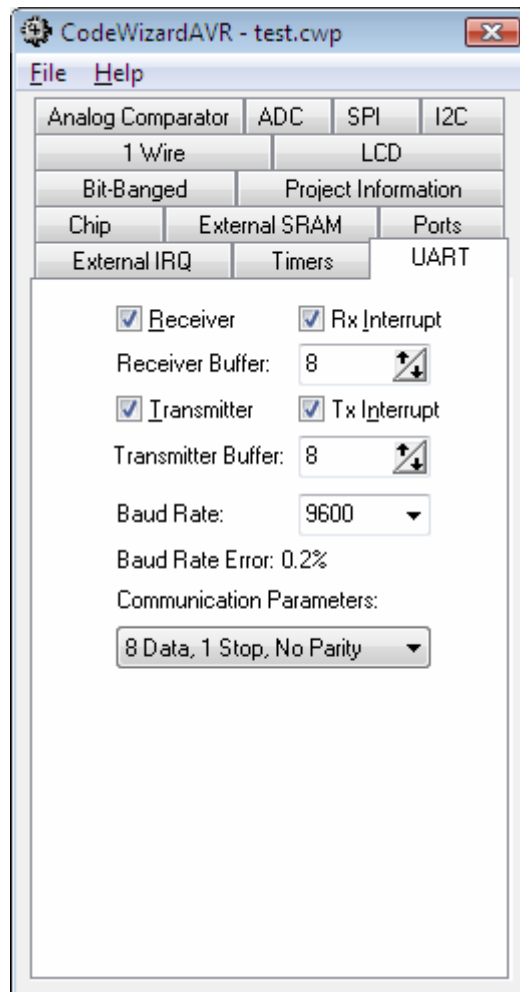 CodeWizardAVR - test.cwp
File Help
Analog Comparator ADC SPI I2C
1 Wire LCD
Bit-Banged Project Information
Chip External SRAM Ports
External IRQ Timers UART
Receiver Rx Interrupt
Receiver Buffer: 8
Transmitter Tx Interrupt
Transmitter Buffer: 8
Baud Rate: 9600
Baud Rate Error: 0.2%
Communication Parameters:
8 Data, 1 Stop, No Parity